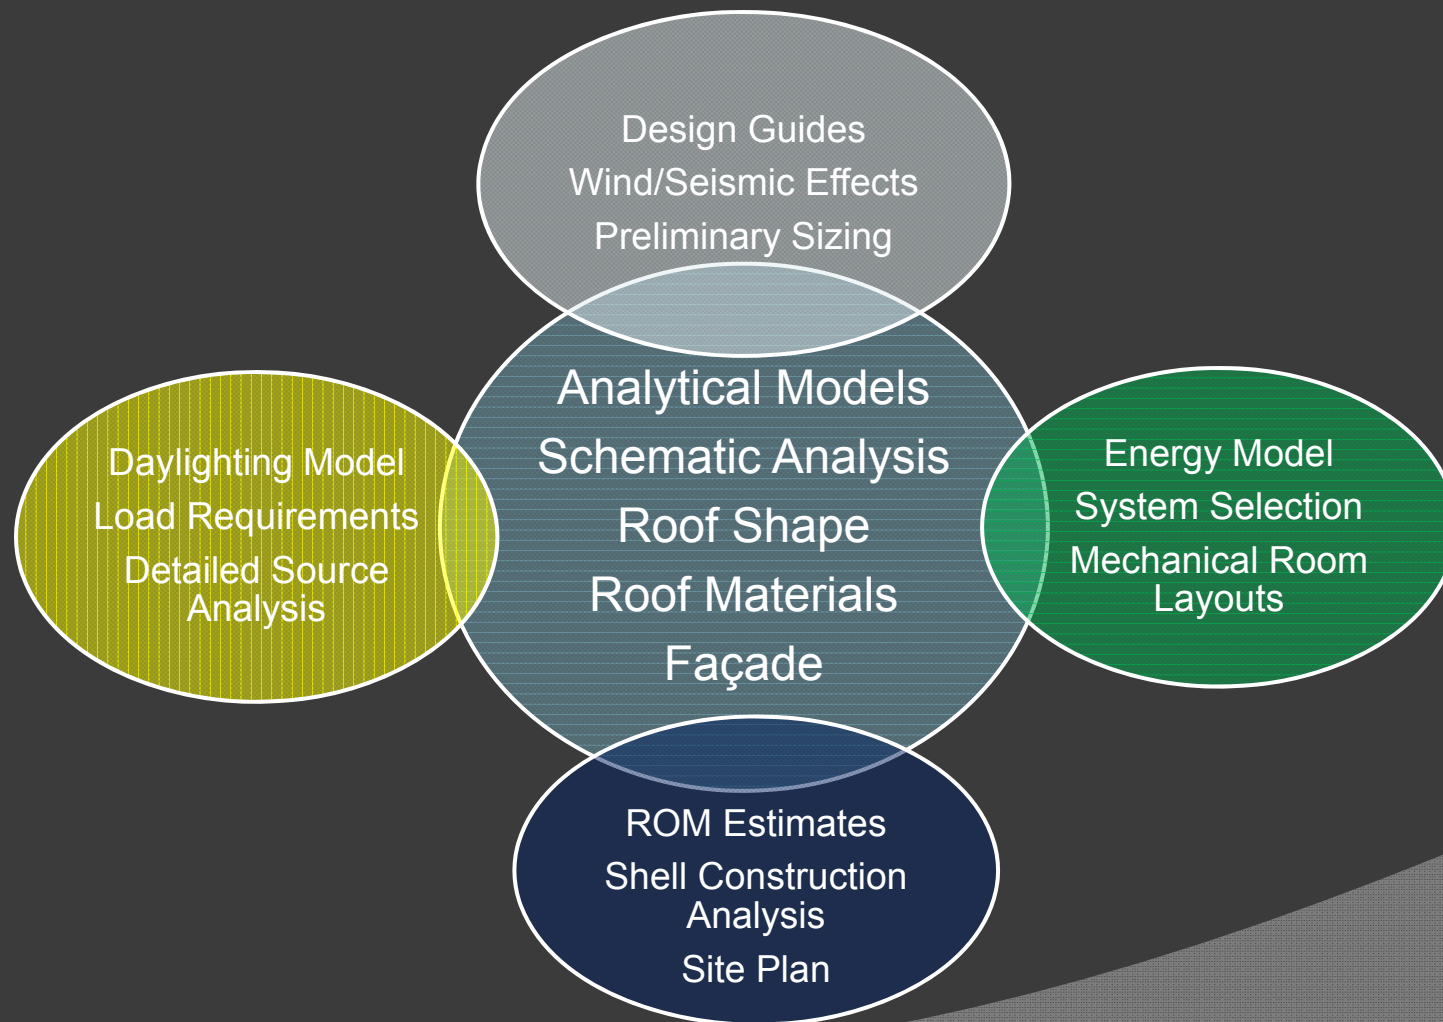 Design Guides
Wind/Seismic Effects
Preliminary Sizing
Analytical Models
Schematic Analysis
Roof Shape
Roof Materials
Façade
Daylighting Model
Load Requirements
Detailed Source
Analysis
Energy Model
System Selection
Mechanical Room
Layouts
ROM Estimates
Shell Construction
Analysis
Site Plan